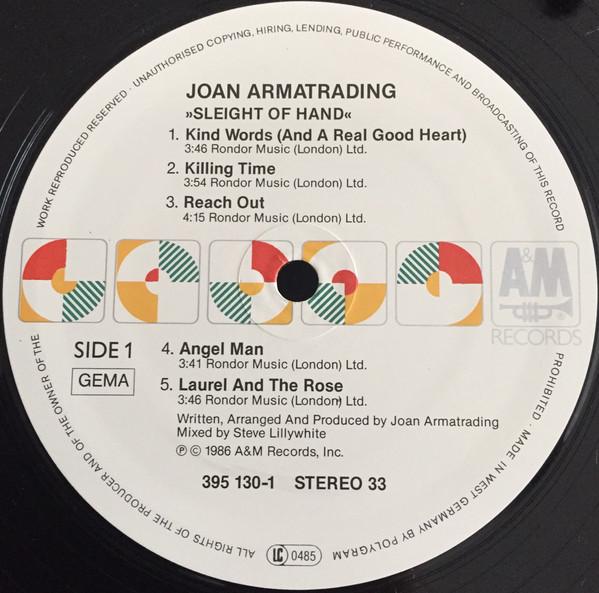 WORK REPRODUCED RESERVED · UNAUTHORISED COPYING, HIRING, LENDING, PUBLIC PERFORMANCE AND BROADCASTING OF THIS RECORD
JOAN ARMATRADING
»SLEIGHT OF HAND«
1. Kind Words (And A Real Good Heart)
3:46 Rondor Music (London) Ltd.
2. Killing Time
3:54 Rondor Music (London) Ltd.
3. Reach Out
4:15 Rondor Music (London) Ltd.
A&M
RECORDS
SIDE 1
GEMA
4. Angel Man
3:41 Rondor Music (London) Ltd.
5. Laurel And The Rose
3:46 Rondor Music (London) Ltd.
Written, Arranged And Produced by Joan Armatrading
Mixed by Steve Lillywhite
℗ © 1986 A&M Records, Inc.
395 130-1 STEREO 33
LC 0485
PROHIBITED · MADE IN WEST GERMANY BY POLYGRAM
ALL RIGHTS OF THE PRODUCER AND OF THE OWNER OF THE